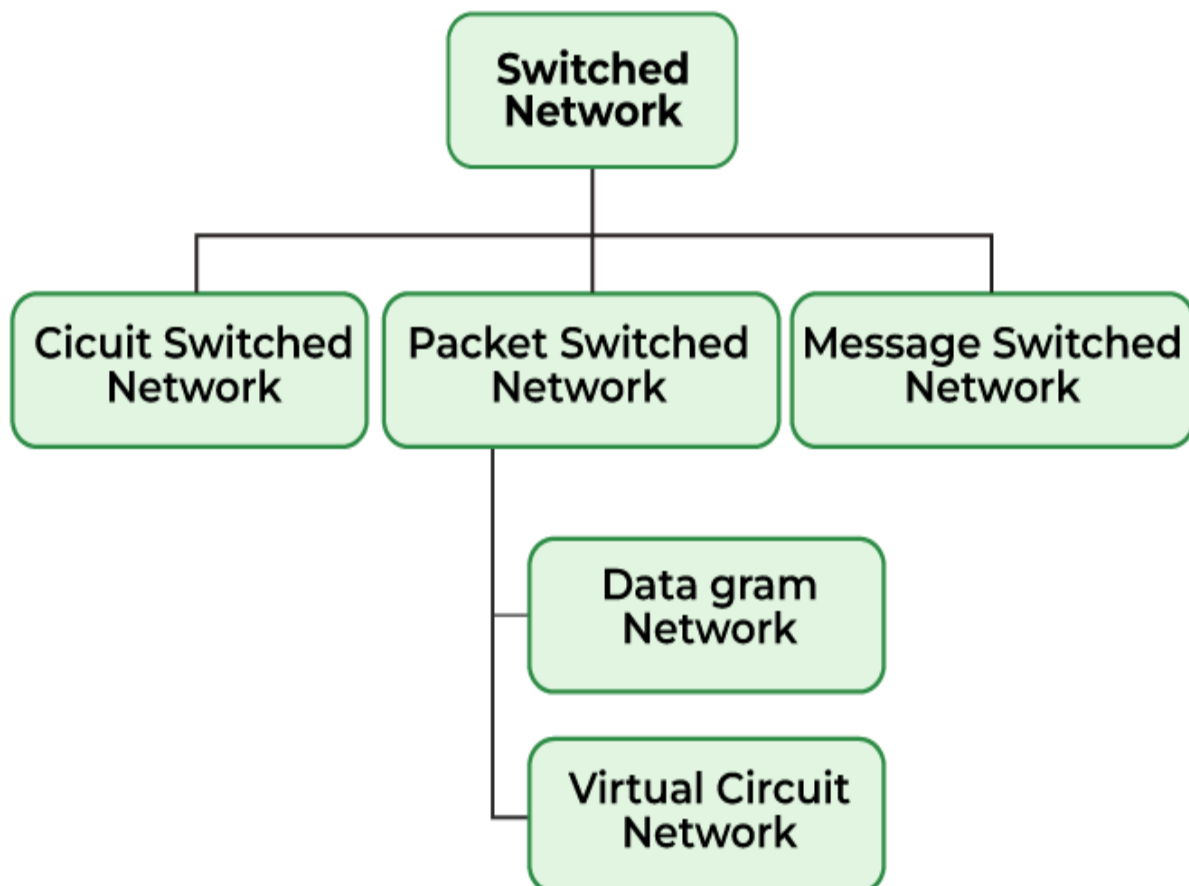 Switched
Network
Cicuit Switched
Network
Packet Switched
Network
Message Switched
Network
Data gram
Network
Virtual Circuit
Network